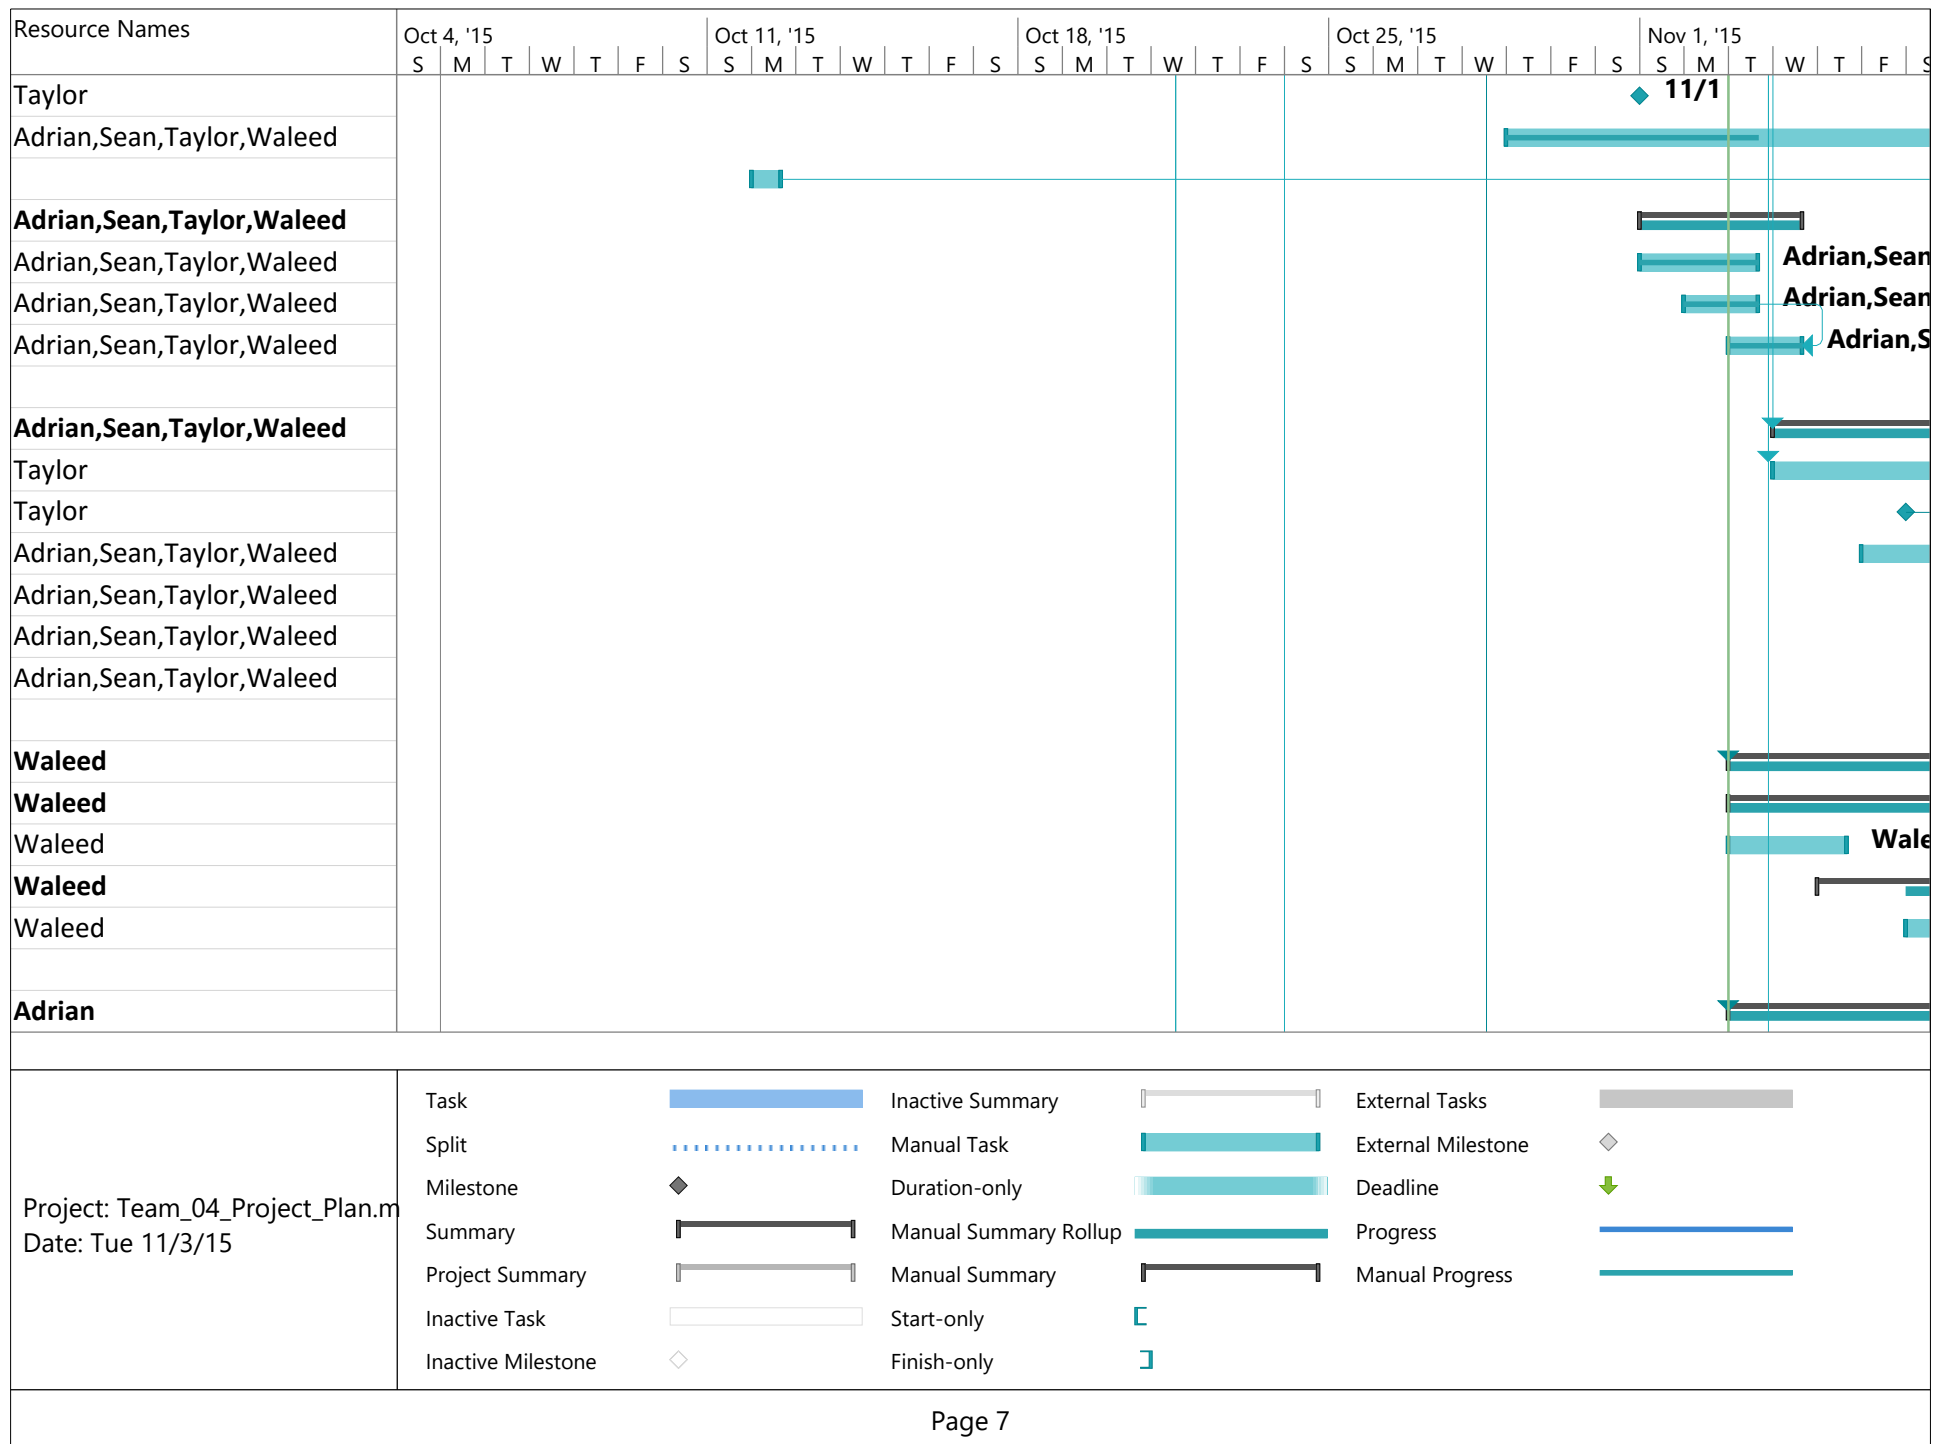 Resource Names
Oct 4, '15 Oct 11, '15 Oct 18, '15 Oct 25, '15 Nov 1, '15
S M T W T F S S M T W T F S S M T W T F S S M T W T F S S M T W T F S
Taylor
11/1
Adrian,Sean,Taylor,Waleed
Adrian,Sean,Taylor,Waleed
Adrian,Sean,Taylor,Waleed
Adrian,Sean
Adrian,Sean,Taylor,Waleed
Adrian,Sean
Adrian,Sean,Taylor,Waleed
Adrian,S
Adrian,Sean,Taylor,Waleed
Taylor
Taylor
Adrian,Sean,Taylor,Waleed
Adrian,Sean,Taylor,Waleed
Adrian,Sean,Taylor,Waleed
Adrian,Sean,Taylor,Waleed
Waleed
Waleed
Waleed
Wale
Waleed
Waleed
Adrian
Project: Team_04_Project_Plan.m
Date: Tue 11/3/15
Task
Split
Milestone
Summary
Project Summary
Inactive Task
Inactive Milestone
Inactive Summary
Manual Task
Duration-only
Manual Summary Rollup
Manual Summary
Start-only
Finish-only
External Tasks
External Milestone
Deadline
Progress
Manual Progress
Page 7